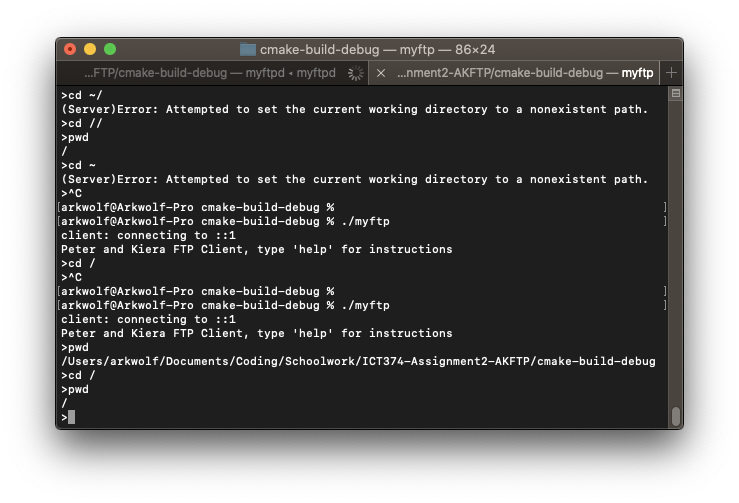 cmake-build-debug — myftp — 86×24
...FTP/cmake-build-debug — myftpd • myftpd
...nment2-AKFTP/cmake-build-debug — myftp
>cd ~/
(Server)Error: Attempted to set the current working directory to a nonexistent path.
>cd //
>pwd
/
>cd ~
(Server)Error: Attempted to set the current working directory to a nonexistent path.
>^C
[arkwolf@Arkwolf-Pro cmake-build-debug % ]
[arkwolf@Arkwolf-Pro cmake-build-debug % ./myftp ]
client: connecting to ::1
Peter and Kiera FTP Client, type 'help' for instructions
>cd /
>^C
[arkwolf@Arkwolf-Pro cmake-build-debug % ]
[arkwolf@Arkwolf-Pro cmake-build-debug % ./myftp ]
client: connecting to ::1
Peter and Kiera FTP Client, type 'help' for instructions
>pwd
/Users/arkwolf/Documents/Coding/Schoolwork/ICT374-Assignment2-AKFTP/cmake-build-debug
>cd /
>pwd
/
>